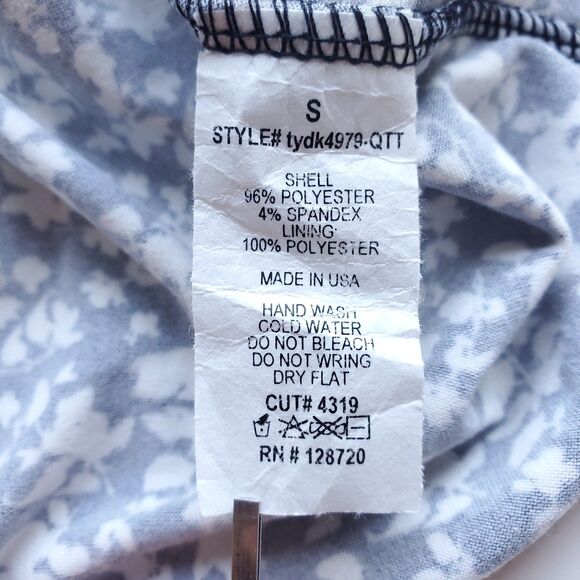 S
STYLE# tydk4979-QTT
SHELL
96% POLYESTER
4% SPANDEX
LINING:
100% POLYESTER
MADE IN USA
HAND WASH
COLD WATER
DO NOT BLEACH
DO NOT WRING
DRY FLAT
CUT# 4319
RN # 128720